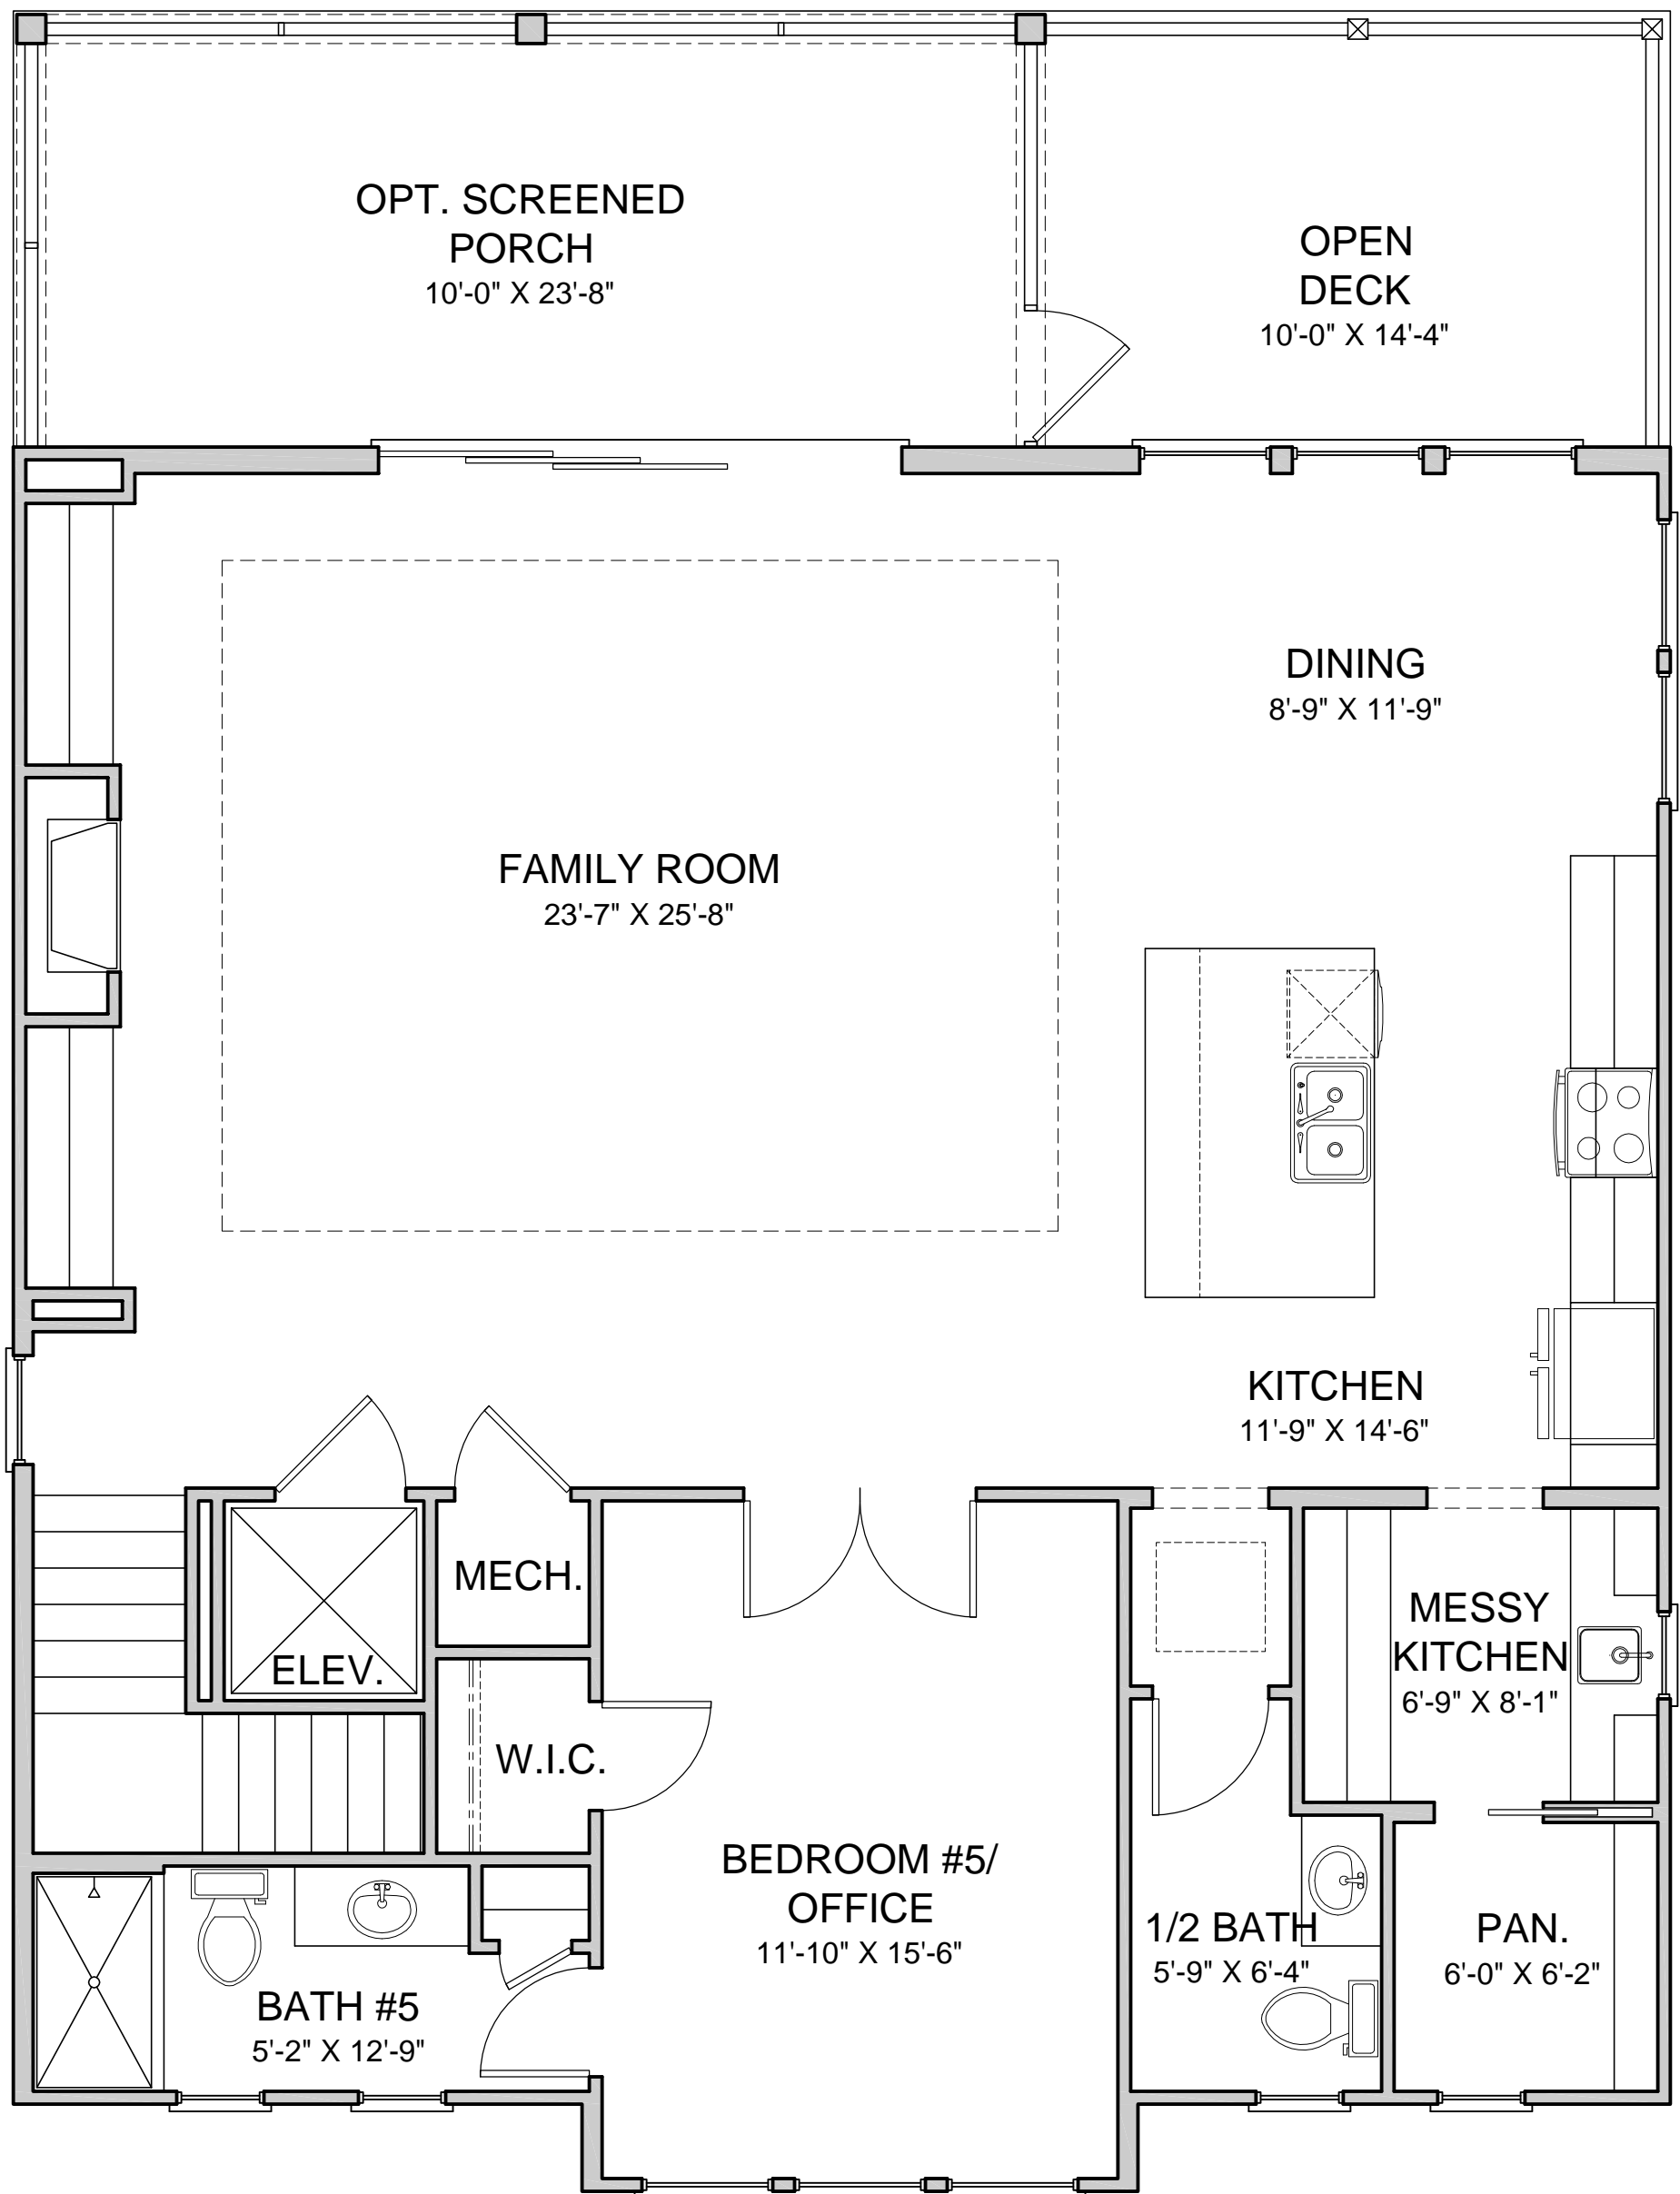 OPT. SCREENED
PORCH
10'-0" X 23'-8"
OPEN
DECK
10'-0" X 14'-4"
DINING
8'-9" X 11'-9"
FAMILY ROOM
23'-7" X 25'-8"
KITCHEN
11'-9" X 14'-6"
MECH.
ELEV.
MESSY
KITCHEN
6'-9" X 8'-1"
W.I.C.
BEDROOM #5/
OFFICE
11'-10" X 15'-6"
1/2 BATH
5'-9" X 6'-4"
PAN.
6'-0" X 6'-2"
BATH #5
5'-2" X 12'-9"